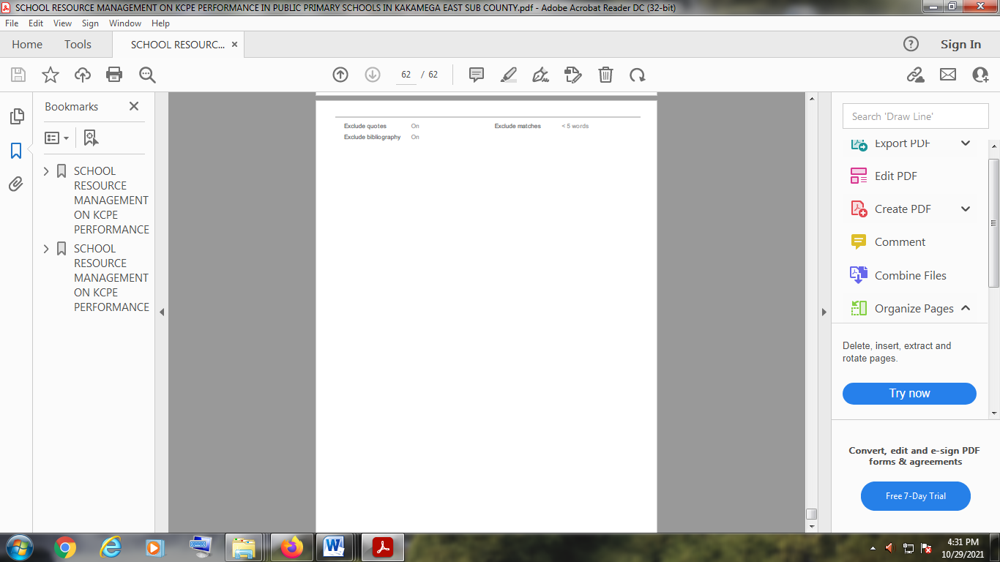 SCHOOL RESOURCE MANAGEMENT ON KCPE PERFORMANCE IN PUBLIC PRIMARY SCHOOLS IN KAKAMEGA EAST SUB COUNTY.pdf - Adobe Acrobat Reader DC (32-bit)
File Edit View Sign Window Help
Home Tools SCHOOL RESOURC... ×
Sign In
62 / 62
Bookmarks
SCHOOL
RESOURCE
MANAGEMENT
ON KCPE
PERFORMANCE
SCHOOL
RESOURCE
MANAGEMENT
ON KCPE
PERFORMANCE
Exclude quotes On Exclude matches < 5 words
Exclude bibliography On
Search 'Draw Line'
Export PDF
Edit PDF
Create PDF
Comment
Combine Files
Organize Pages
Delete, insert, extract and
rotate pages.
Try now
Convert, edit and e-sign PDF
forms & agreements
Free 7-Day Trial
4:31 PM
10/29/2021